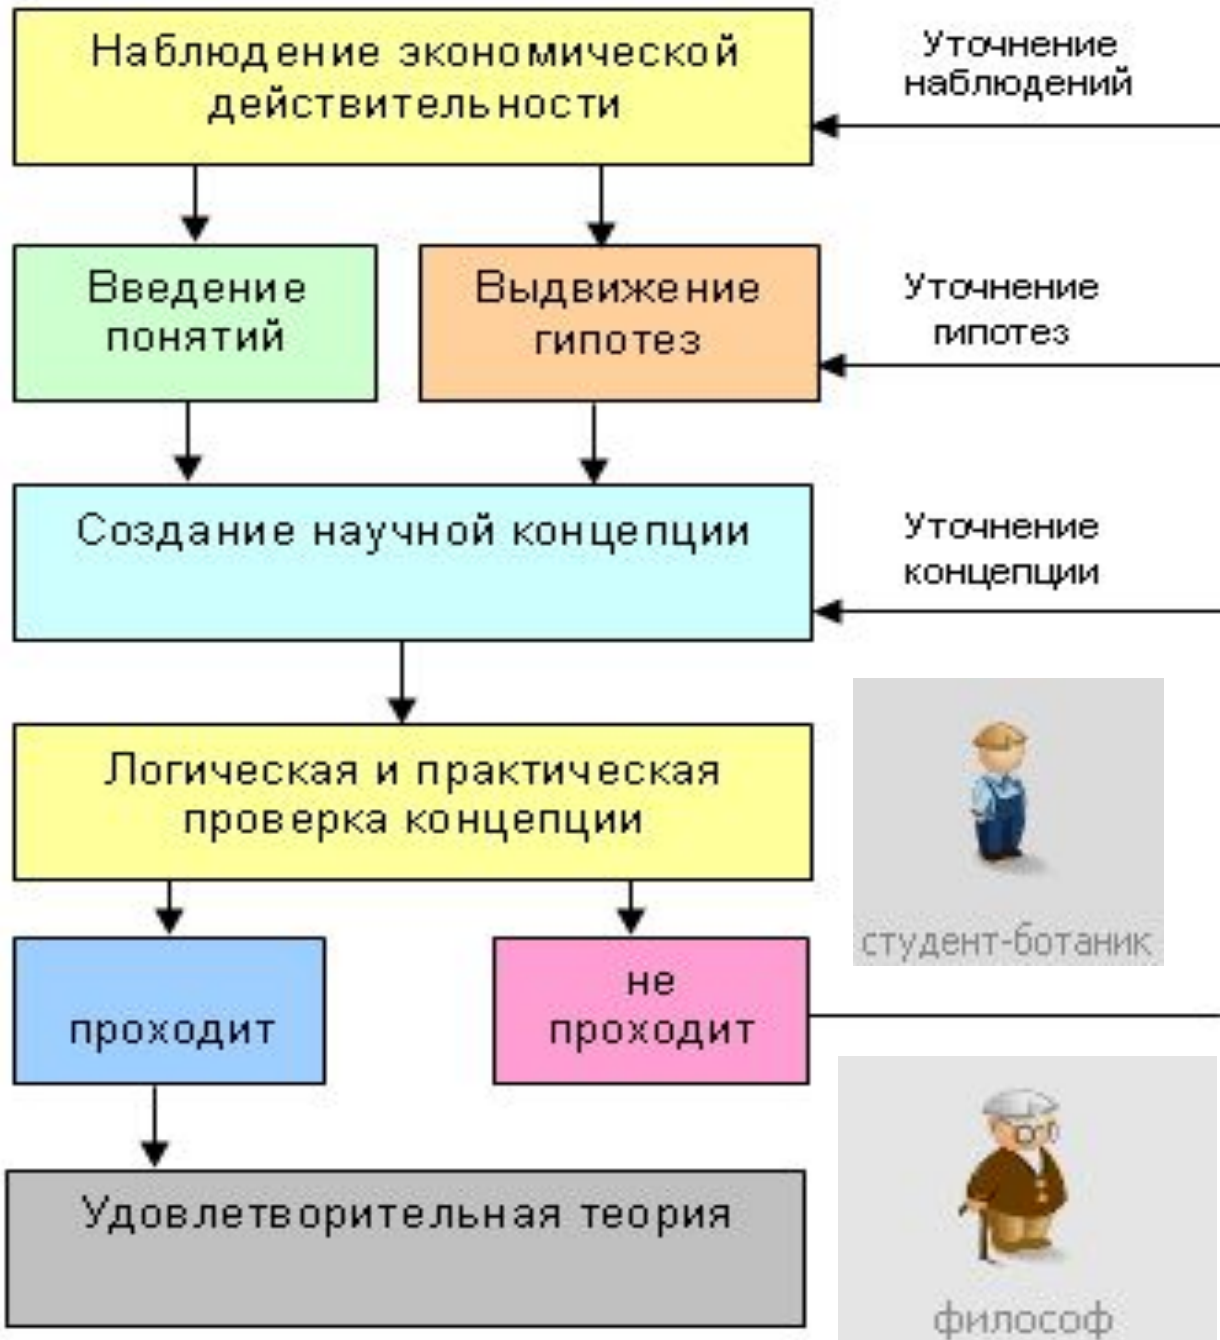 Наблюдение экономической
действительности
Уточнение
наблюдений
Введение
понятий
Выдвижение
гипотез
Уточнение
гипотез
Создание научной концепции
Уточнение
концепции
Логическая и практическая
проверка концепции
студент-ботаник
проходит
не
проходит
Удовлетворительная теория
философ